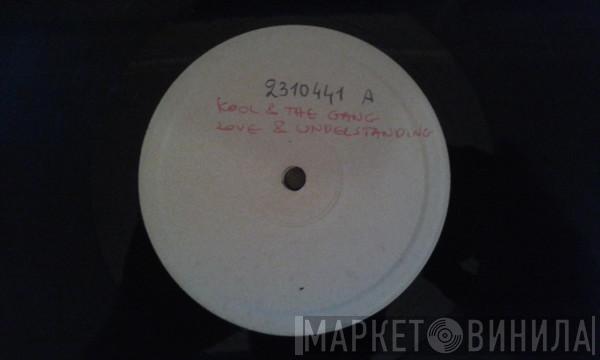 2310441 A
KOOL & THE GANG
LOVE & UNDERSTANDING
МАРКЕТ ВИНИЛА